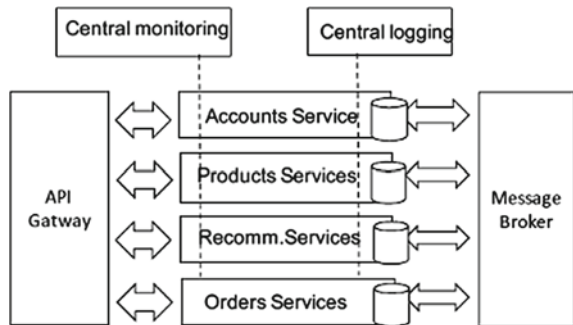 Central monitoring
Central logging
Accounts Service
Products Services
Recomm.Services
Orders Services
API
Gatway
Message
Broker